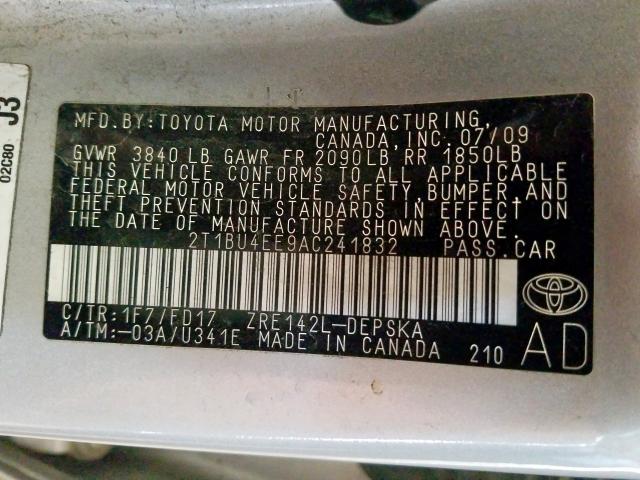 J3
02C80
MFD.BY:TOYOTA MOTOR MANUFACTURING,
CANADA,INC.07/09
GVWR 3840LB GAWR FR 2090LB RR 1850LB
THIS VEHICLE CONFORMS TO ALL APPLICABLE
FEDERAL MOTOR VEHICLE SAFETY,BUMPER,AND
THEFT PREVENTION STANDARDS IN EFFECT ON
THE DATE OF MANUFACTURE SHOWN ABOVE.
2T1BU4EE9AC241832 PASS.CAR
C/TR:1F7/FD17 ZRE142L-DEPSKA
A/TM:-03A/U341E MADE IN CANADA 210 AD